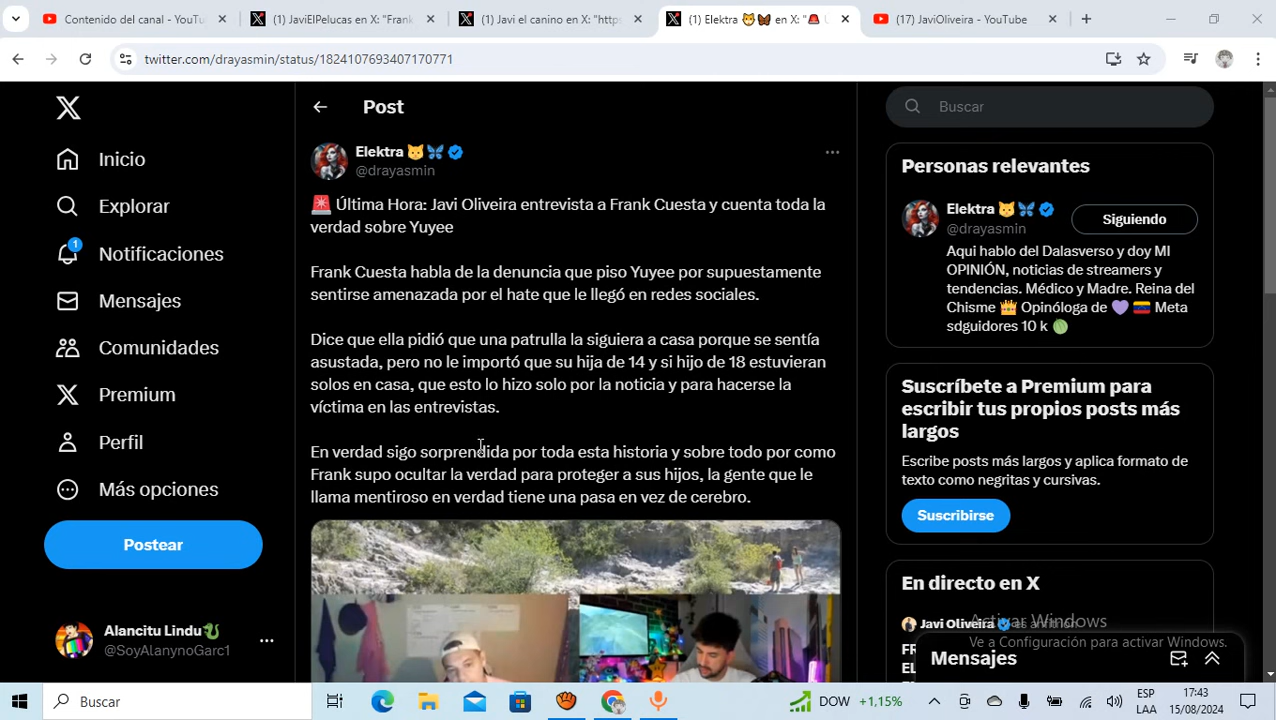 Contenido del canal - YouTu
(1) JaviElPelucas en X: "Frank
(1) Javi el canino en X: "https
(1) Elektra 🐱🦋 en X: "🚨 
(17) JaviOliveira - YouTube
twitter.com/drayasmin/status/1824107693407170771
Inicio
Explorar
1
Notificaciones
Mensajes
Comunidades
Premium
Perfil
Más opciones
Postear
Alancitu Lindu🐉
@SoyAlanynoGarc1
Post
Elektra 🐱🦋
@drayasmin
🚨 Última Hora: Javi Oliveira entrevista a Frank Cuesta y cuenta toda la
verdad sobre Yuyee
Frank Cuesta habla de la denuncia que piso Yuyee por supuestamente
sentirse amenazada por el hate que le llegó en redes sociales.
Dice que ella pidió que una patrulla la siguiera a casa porque se sentía
asustada, pero no le importó que su hija de 14 y si hijo de 18 estuvieran
solos en casa, que esto lo hizo solo por la noticia y para hacerse la
víctima en las entrevistas.
En verdad sigo sorprendida por toda esta historia y sobre todo por como
Frank supo ocultar la verdad para proteger a sus hijos, la gente que le
llama mentiroso en verdad tiene una pasa en vez de cerebro.
Buscar
Personas relevantes
Elektra 🐱🦋
@drayasmin
Siguiendo
Aqui hablo del Dalasverso y doy MI
OPINIÓN, noticias de streamers y
tendencias. Médico y Madre. Reina del
Chisme 👑 Opinóloga de 💜 🇻🇪 Meta
sdguidores 10 k 🍈
Suscríbete a Premium para
escribir tus propios posts más
largos
Escribe posts más largos y aplica formato de
texto como negritas y cursivas.
Suscribirse
En directo en X
Javi Oliveira es anfitrión
Activar Windows
Ve a Configuración para activar Windows.
Mensajes
Buscar
DOW +1,15%
ESP
LAA
17:43
15/08/2024